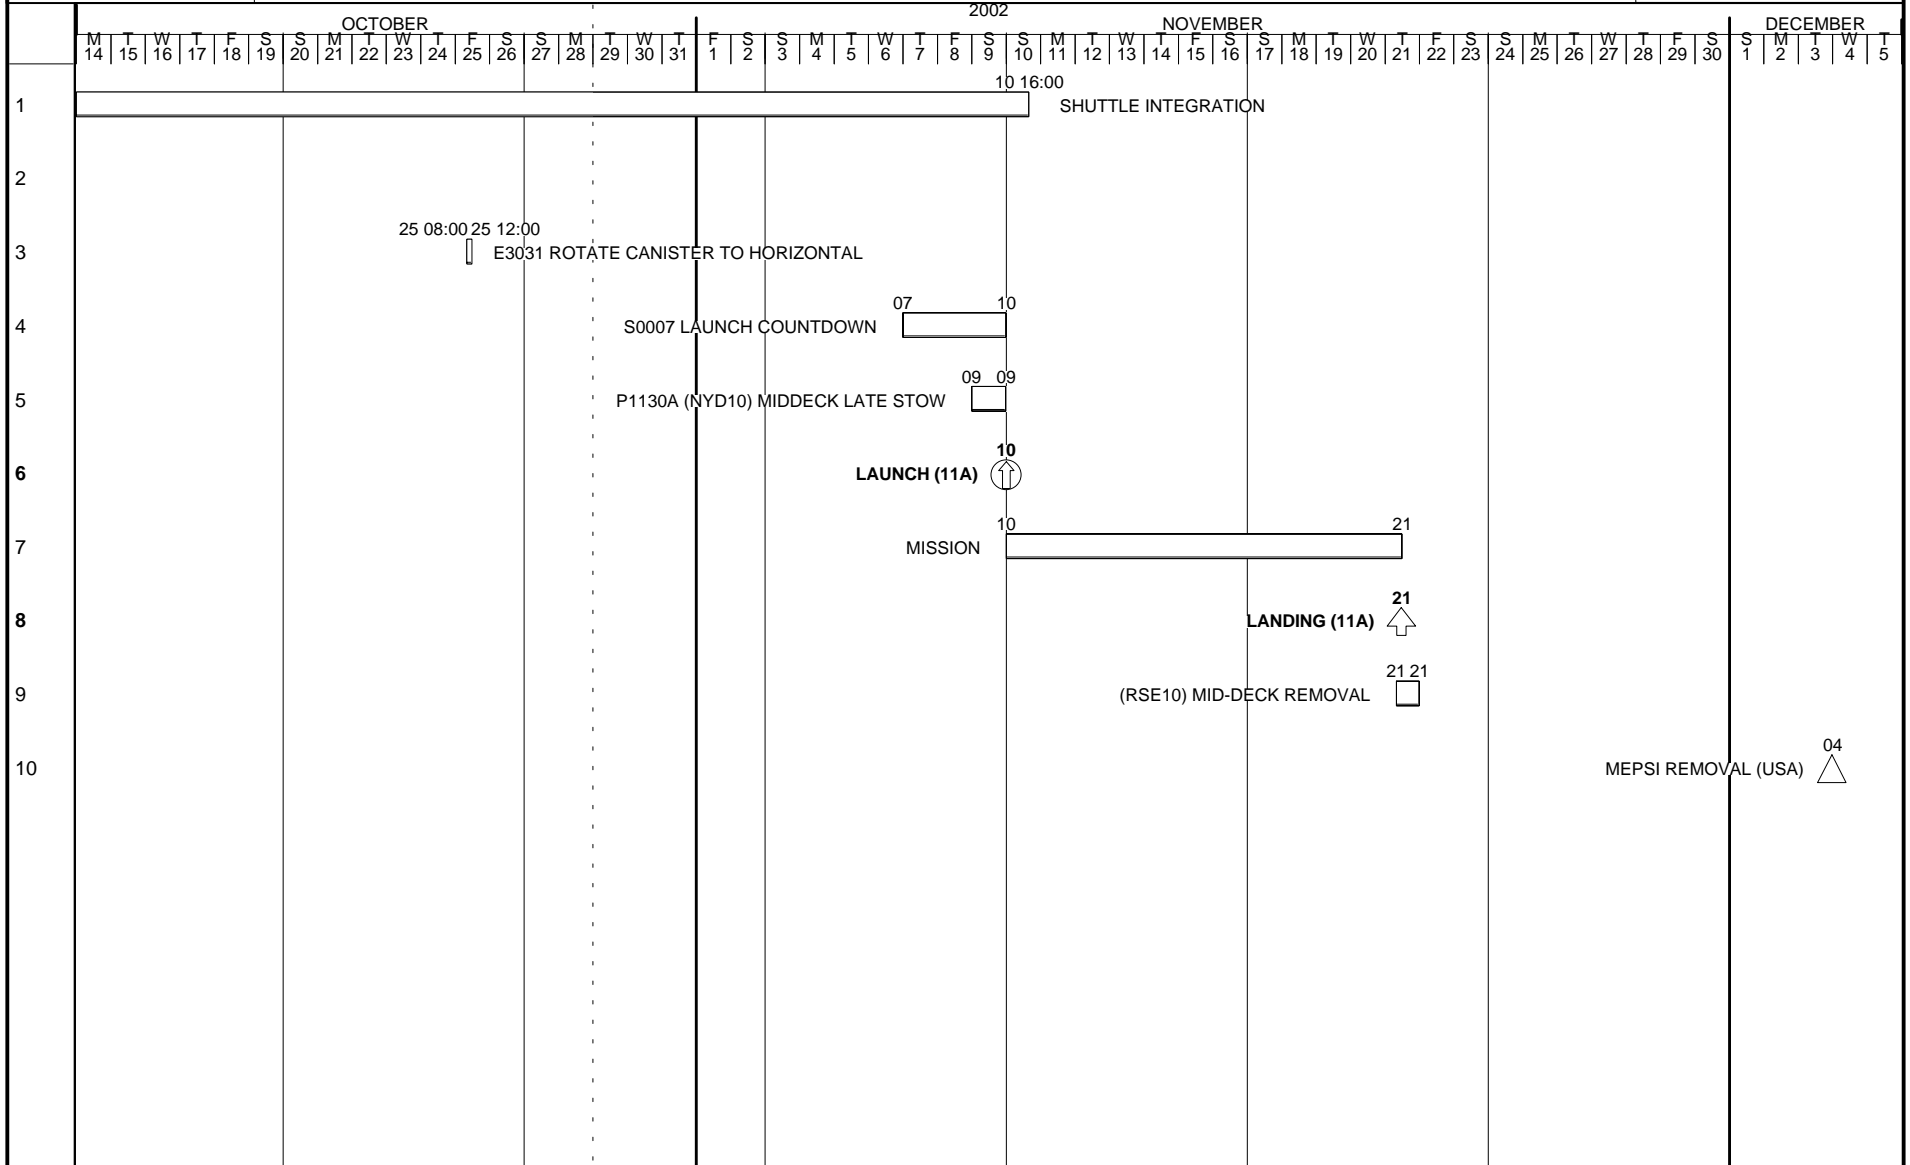 2002
OCTOBER NOVEMBER DECEMBER
M T W T F S S M T W T F S S M T W T F S S M T W T F S S M T W T F S S M T W T F S S M T W T F S S M T W T
14 15 16 17 18 19 20 21 22 23 24 25 26 27 28 29 30 31 1 2 3 4 5 6 7 8 9 10 11 12 13 14 15 16 17 18 19 20 21 22 23 24 25 26 27 28 29 30 1 2 3 4 5
10 16:00
1 SHUTTLE INTEGRATION
2
25 08:00 25 12:00
3 E3031 ROTATE CANISTER TO HORIZONTAL
07 10
4 S0007 LAUNCH COUNTDOWN
09 09
5 P1130A (NYD10) MIDDECK LATE STOW
10
6 LAUNCH (11A)
10 21
7 MISSION
21
8 LANDING (11A)
21 21
9 (RSE10) MID-DECK REMOVAL
04
10 MEPSI REMOVAL (USA)